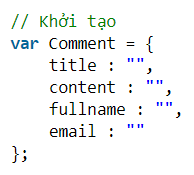 // Khởi tạo
var Comment = {
    title : "",
    content : "",
    fullname : "",
    email : ""
};